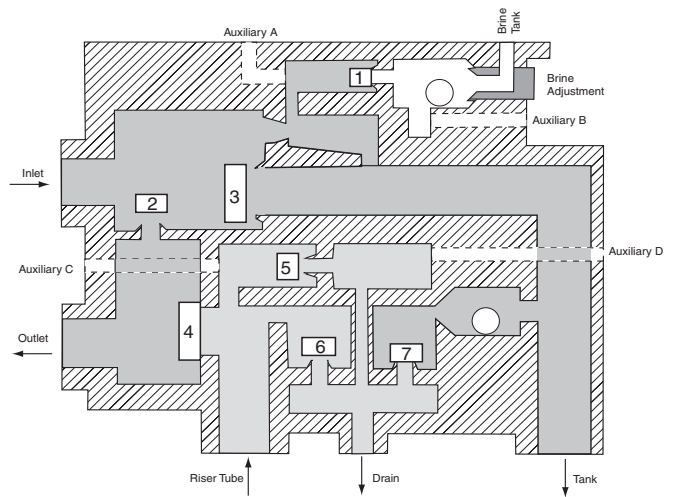 Auxiliary A
Brine
Tank
1
Brine
Adjustment
Auxiliary B
Inlet
2
3
Auxiliary C
5
Auxiliary D
Outlet
4
6
7
Riser Tube
Drain
Tank